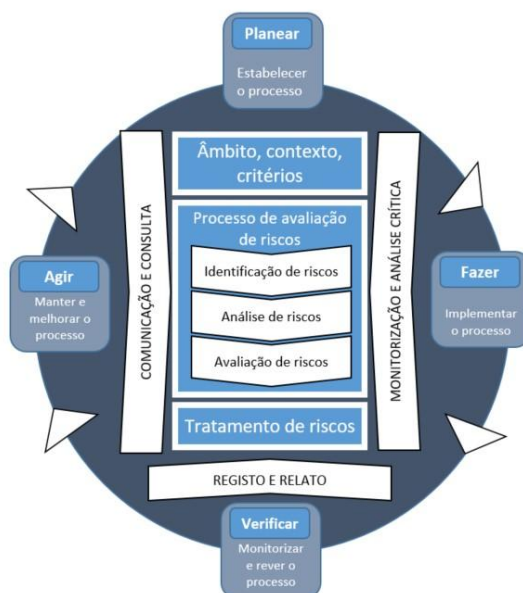 Planear
Estabelecer
o processo
Âmbito, contexto,
critérios
Processo de avaliação
de riscos
Identificação de riscos
Análise de riscos
Avaliação de riscos
Tratamento de riscos
COMUNICAÇÃO E CONSULTA
MONITORIZAÇÃO E ANÁLISE CRÍTICA
Agir
Manter e
melhorar o
processo
Fazer
Implementar
o processo
REGISTO E RELATO
Verificar
Monitorizar
e rever o
processo